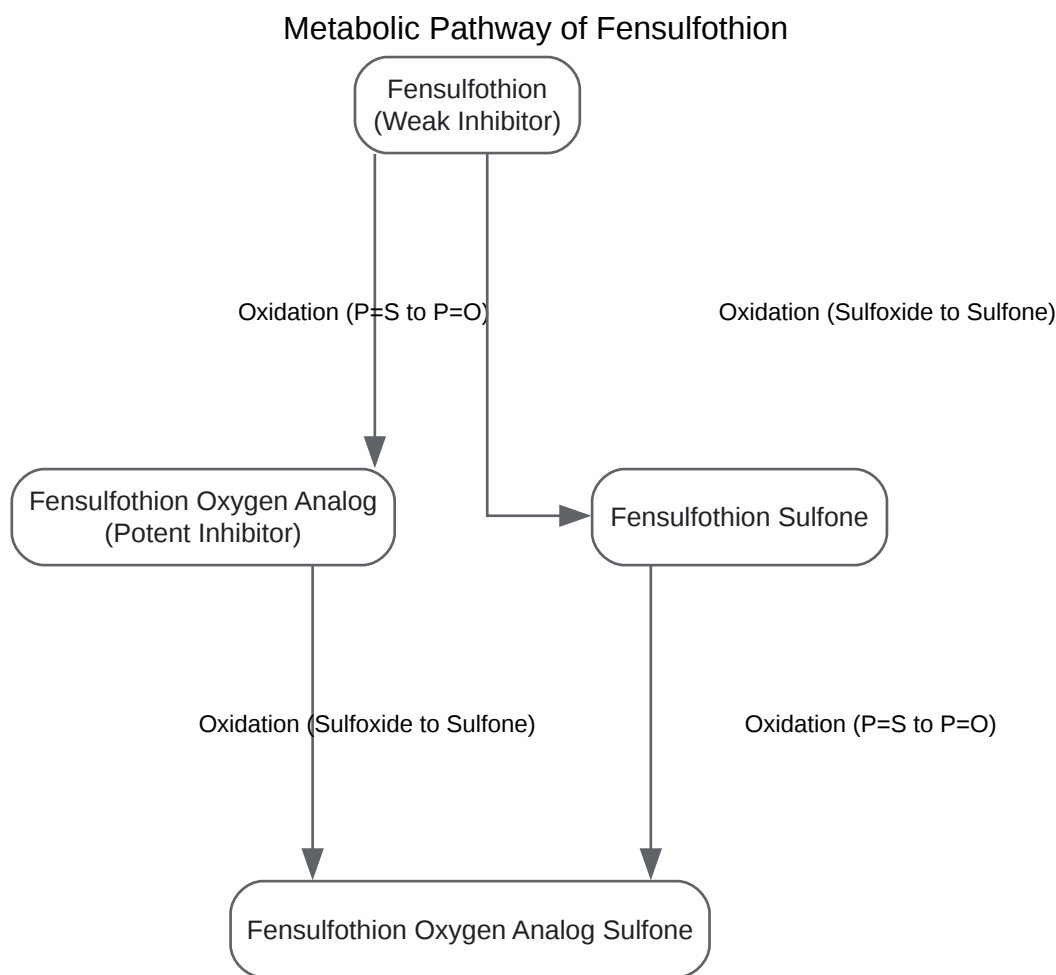 Metabolic Pathway of Fensulfothion
Fensulfothion
(Weak Inhibitor)
Oxidation (P=S to P=O)
Oxidation (Sulfoxide to Sulfone)
Fensulfothion Oxygen Analog
(Potent Inhibitor)
Fensulfothion Sulfone
Oxidation (Sulfoxide to Sulfone)
Oxidation (P=S to P=O)
Fensulfothion Oxygen Analog Sulfone